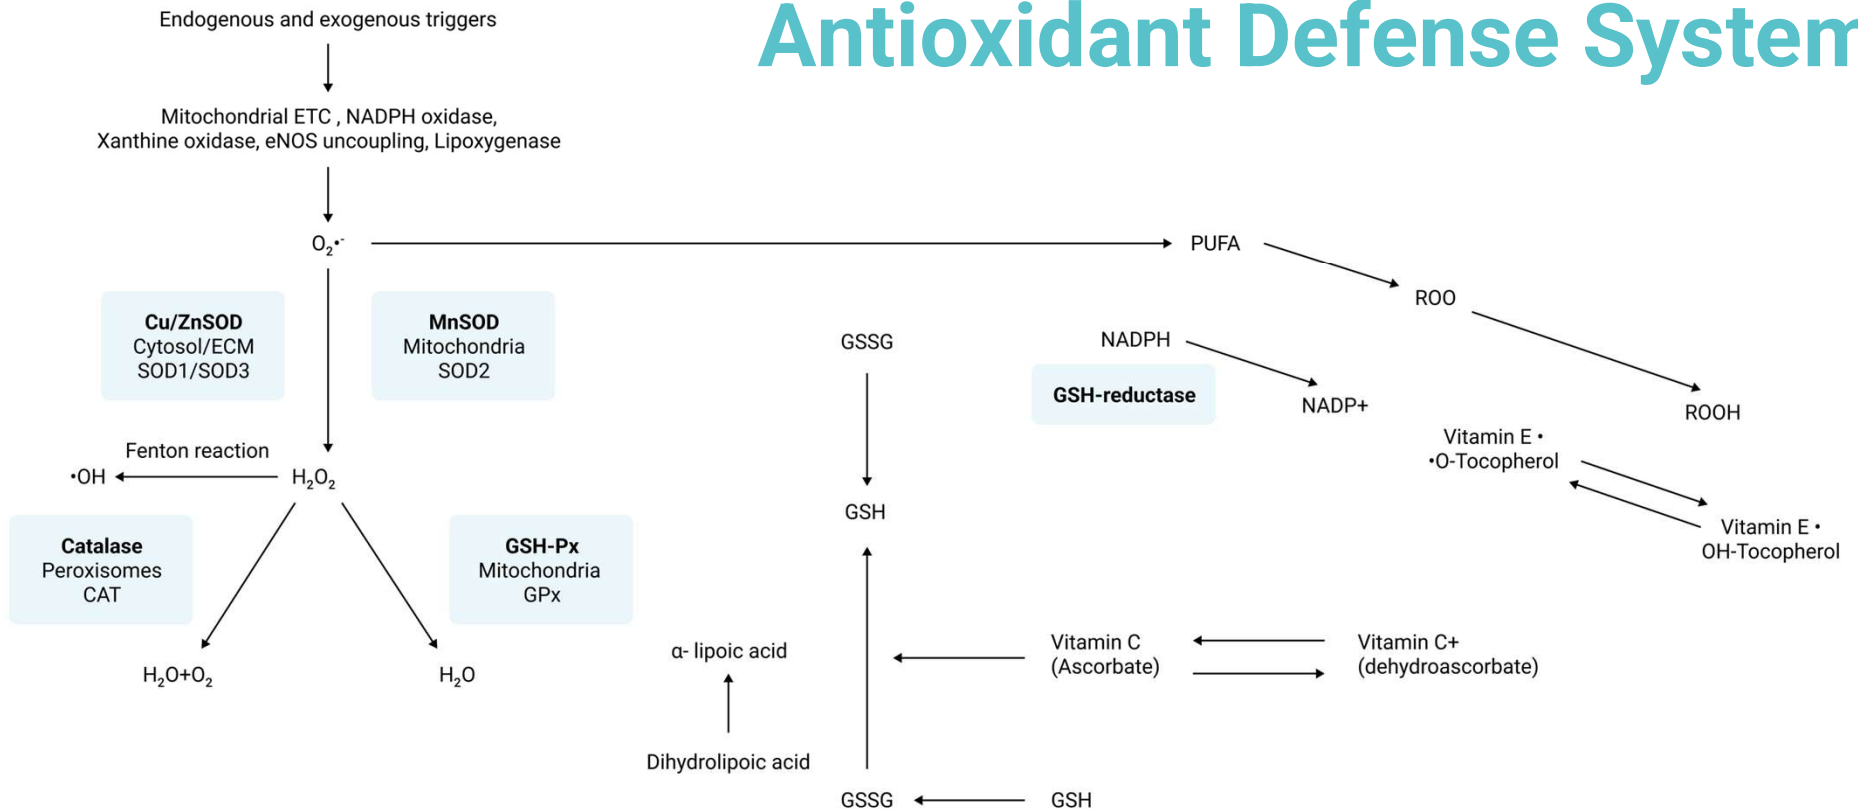 Antioxidant Defense System
Endogenous and exogenous triggers
Mitochondrial ETC , NADPH oxidase,
Xanthine oxidase, eNOS uncoupling, Lipoxygenase
O₂•⁻
PUFA
ROO
ROOH
Cu/ZnSOD
Cytosol/ECM
SOD1/SOD3
MnSOD
Mitochondria
SOD2
GSSG
NADPH
GSH-reductase
NADP+
Vitamin E •
•O-Tocopherol
Vitamin E •
OH-Tocopherol
Fenton reaction
•OH
H₂O₂
GSH
Catalase
Peroxisomes
CAT
GSH-Px
Mitochondria
GPx
H₂O+O₂
H₂O
α- lipoic acid
Dihydrolipoic acid
Vitamin C
(Ascorbate)
Vitamin C+
(dehydroascorbate)
GSSG
GSH